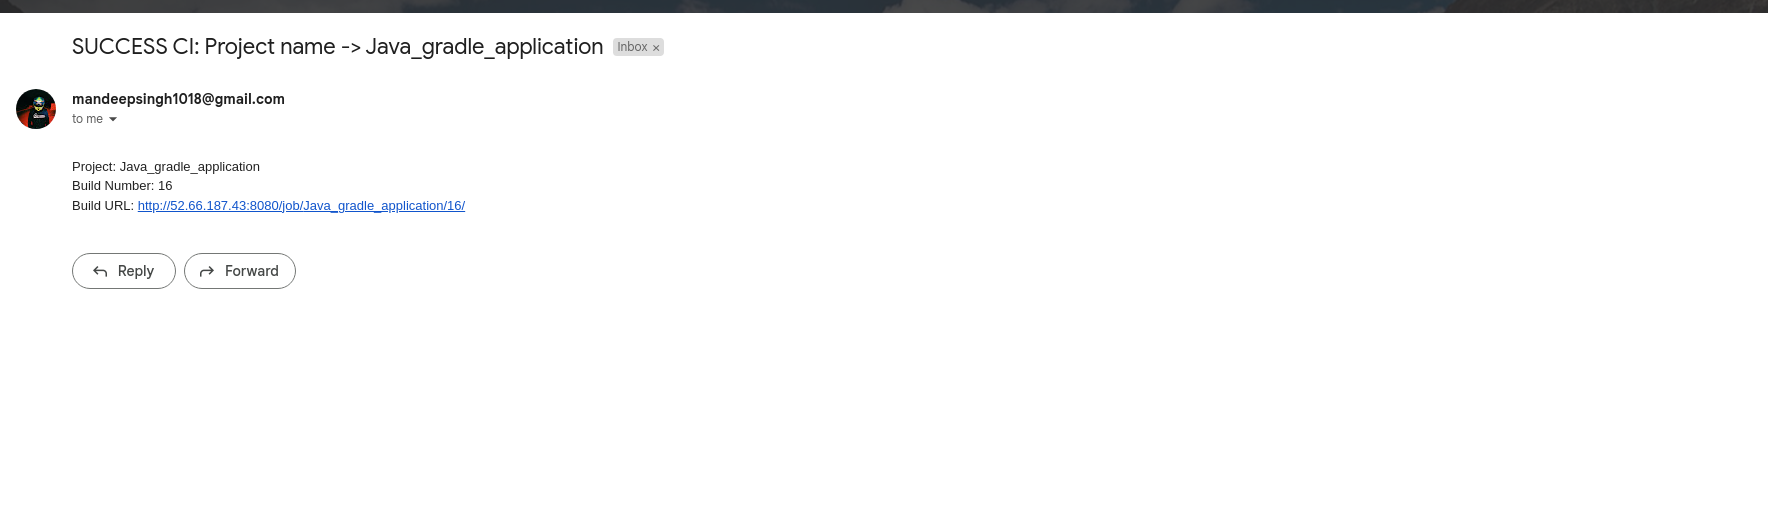 SUCCESS CI: Project name -> Java_gradle_application Inbox ×
mandeepsingh1018@gmail.com
to me
Project: Java_gradle_application
Build Number: 16
Build URL: http://52.66.187.43:8080/job/Java_gradle_application/16/
Reply Forward